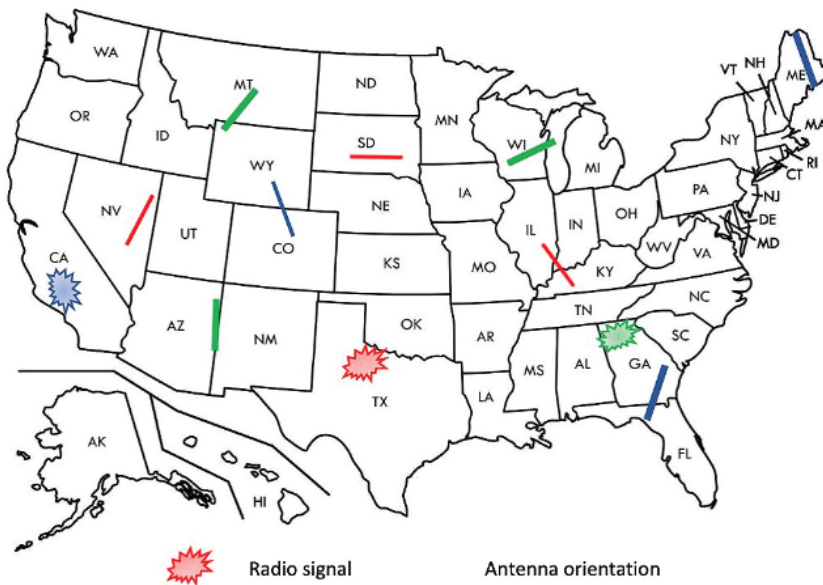 WA
MT
ND
MN
VT
NH
ME
OR
ID
SD
WI
NY
MA
WY
MI
RI
CT
NV
NE
IA
PA
NJ
UT
CO
IL
IN
OH
DE
MD
WV
VA
CA
KS
MO
KY
AZ
NM
OK
TN
NC
AR
SC
MS
AL
GA
TX
LA
AK
FL
HI
Radio signal
Antenna orientation